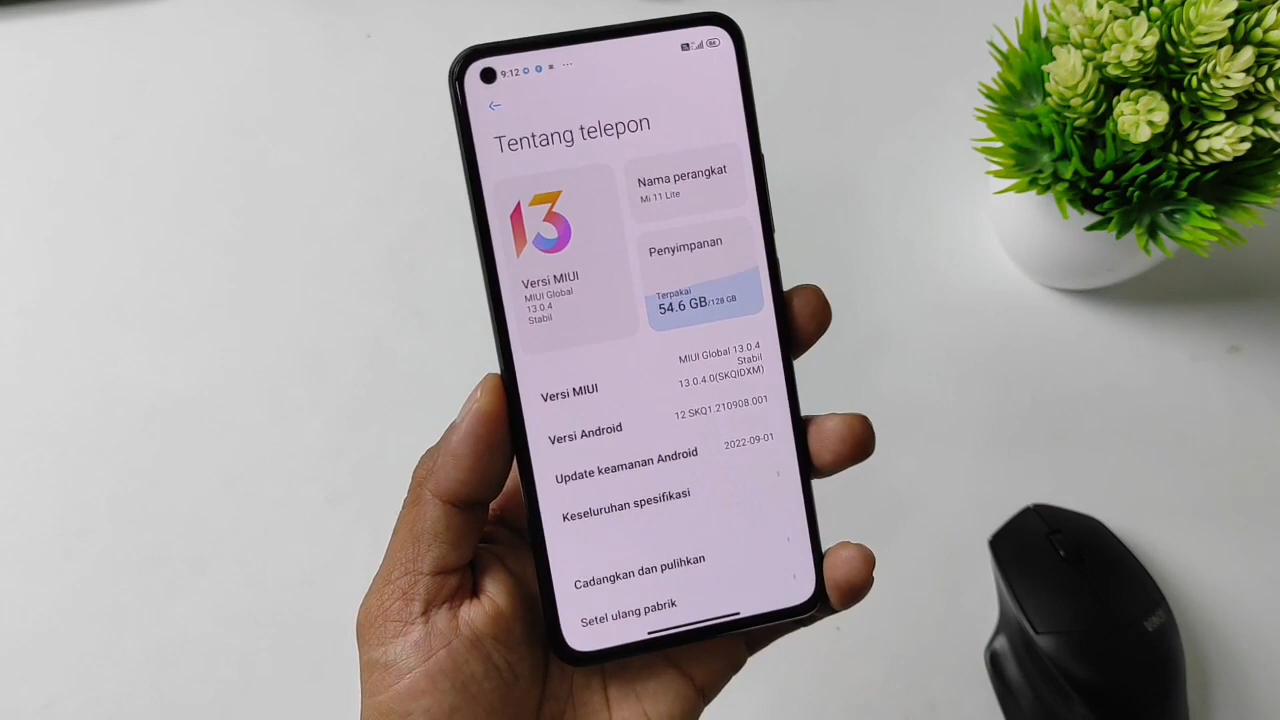 9:12
86
Tentang telepon
13
Versi MIUI
MIUI Global
13.0.4
Stabil
Nama perangkat
Mi 11 Lite
Penyimpanan
Terpakai
54.6 GB/128 GB
Versi MIUI
MIUI Global 13.0.4
Stabil
13.0.4.0(SKQIDXM)
Versi Android
12 SKQ1.210908.001
Update keamanan Android
2022-09-01
Keseluruhan spesifikasi
Cadangkan dan pulihkan
Setel ulang pabrik